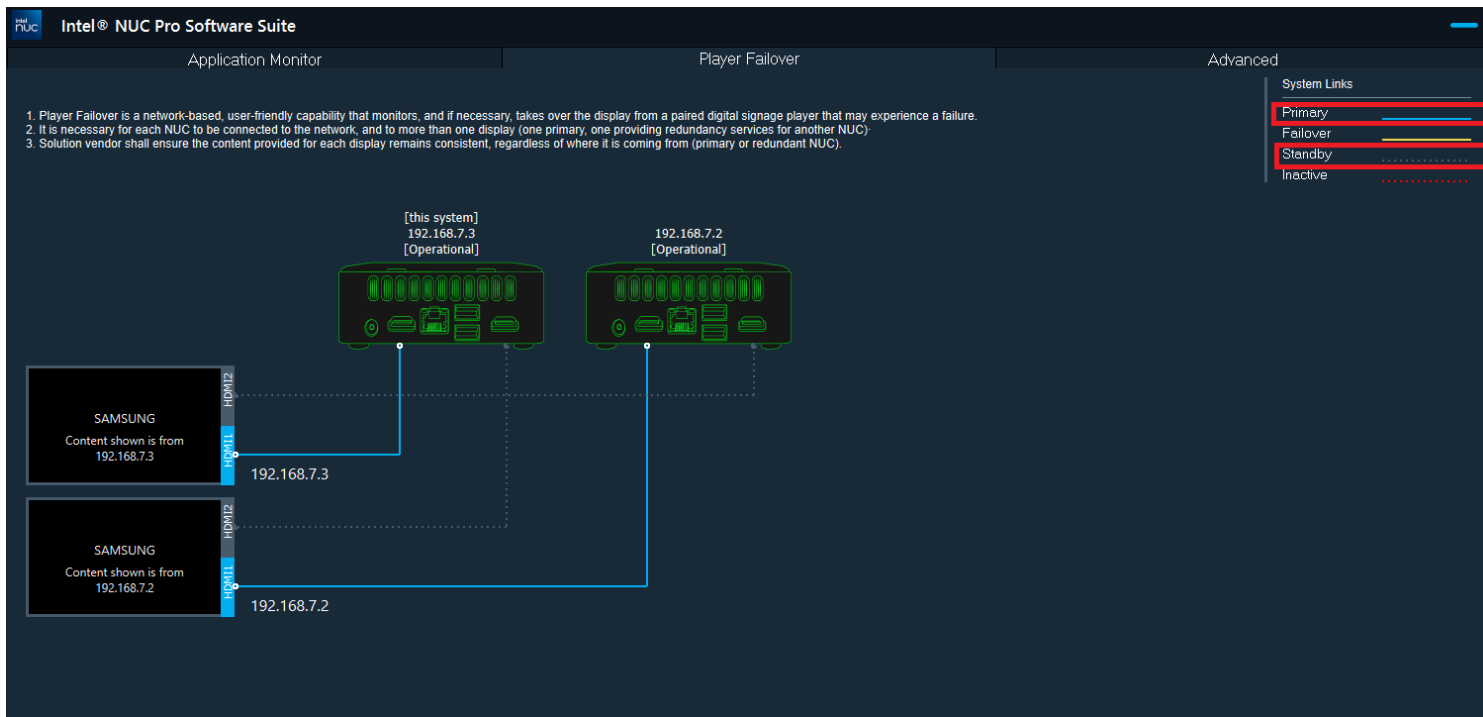 intel
nuc
Intel® NUC Pro Software Suite
Application Monitor
Player Failover
Advanced
System Links
Primary
Failover
Standby
Inactive
1. Player Failover is a network-based, user-friendly capability that monitors, and if necessary, takes over the display from a paired digital signage player that may experience a failure.
2. It is necessary for each NUC to be connected to the network, and to more than one display (one primary, one providing redundancy services for another NUC)·
3. Solution vendor shall ensure the content provided for each display remains consistent, regardless of where it is coming from (primary or redundant NUC).
[this system]
192.168.7.3
[Operational]
192.168.7.2
[Operational]
HDMI2
SAMSUNG
Content shown is from
192.168.7.3
HDMI1
192.168.7.3
HDMI2
SAMSUNG
Content shown is from
192.168.7.2
HDMI1
192.168.7.2